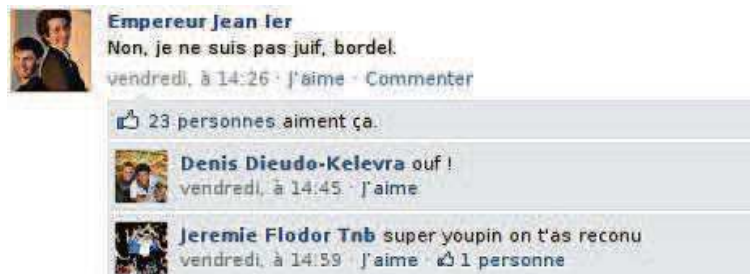 Empereur Jean Ier
Non, je ne suis pas juif, bordel.
vendredi, à 14:26 · J'aime · Commenter
23 personnes aiment ça.
Denis Dieudo-Kelevra ouf !
vendredi, à 14:45 · J'aime
Jeremie Flodor Tnb super youpin on t'as reconu
vendredi, à 14:59 · J'aime · 1 personne